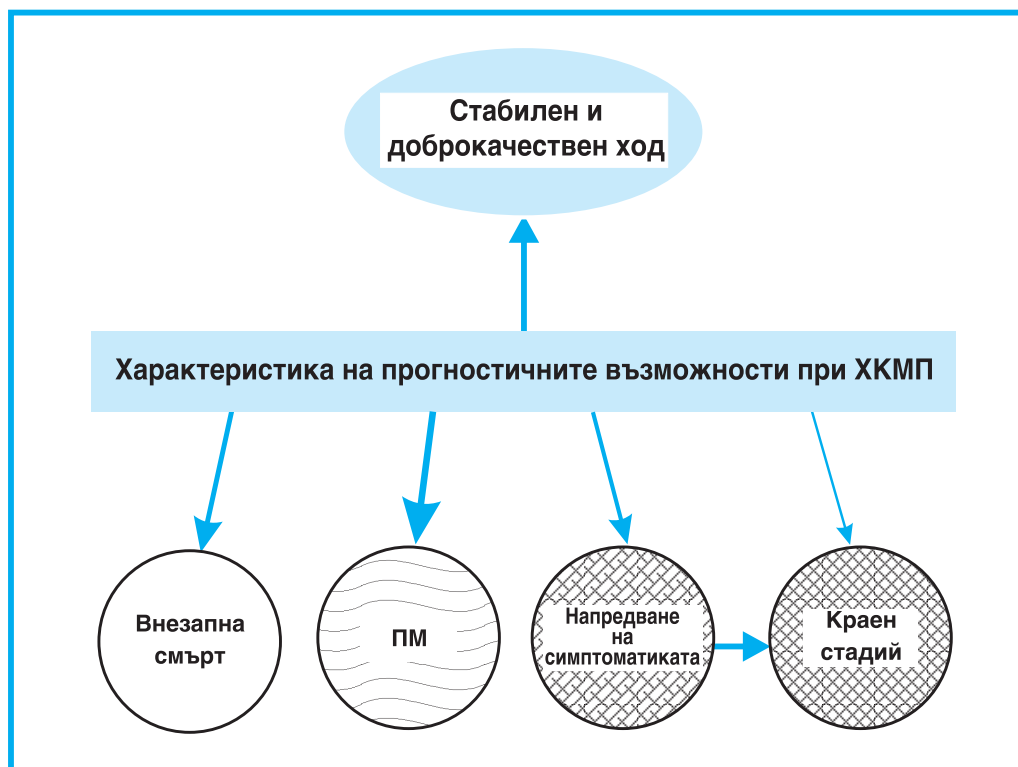 Стабилен и
доброкачествен ход
Характеристика на прогностичните възможности при ХКМП
Внезапна
смърт
ПМ
Напредване
на
симптоматиката
Краен
стадий